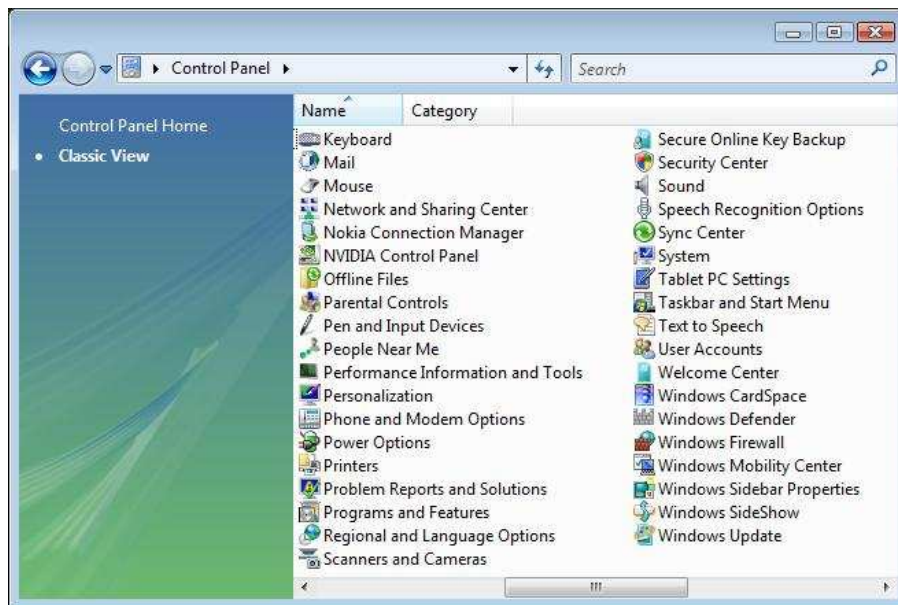 Control Panel
Search
Control Panel Home
Classic View
Name Category
Keyboard
Mail
Mouse
Network and Sharing Center
Nokia Connection Manager
NVIDIA Control Panel
Offline Files
Parental Controls
Pen and Input Devices
People Near Me
Performance Information and Tools
Personalization
Phone and Modem Options
Power Options
Printers
Problem Reports and Solutions
Programs and Features
Regional and Language Options
Scanners and Cameras
Secure Online Key Backup
Security Center
Sound
Speech Recognition Options
Sync Center
System
Tablet PC Settings
Taskbar and Start Menu
Text to Speech
User Accounts
Welcome Center
Windows CardSpace
Windows Defender
Windows Firewall
Windows Mobility Center
Windows Sidebar Properties
Windows SideShow
Windows Update